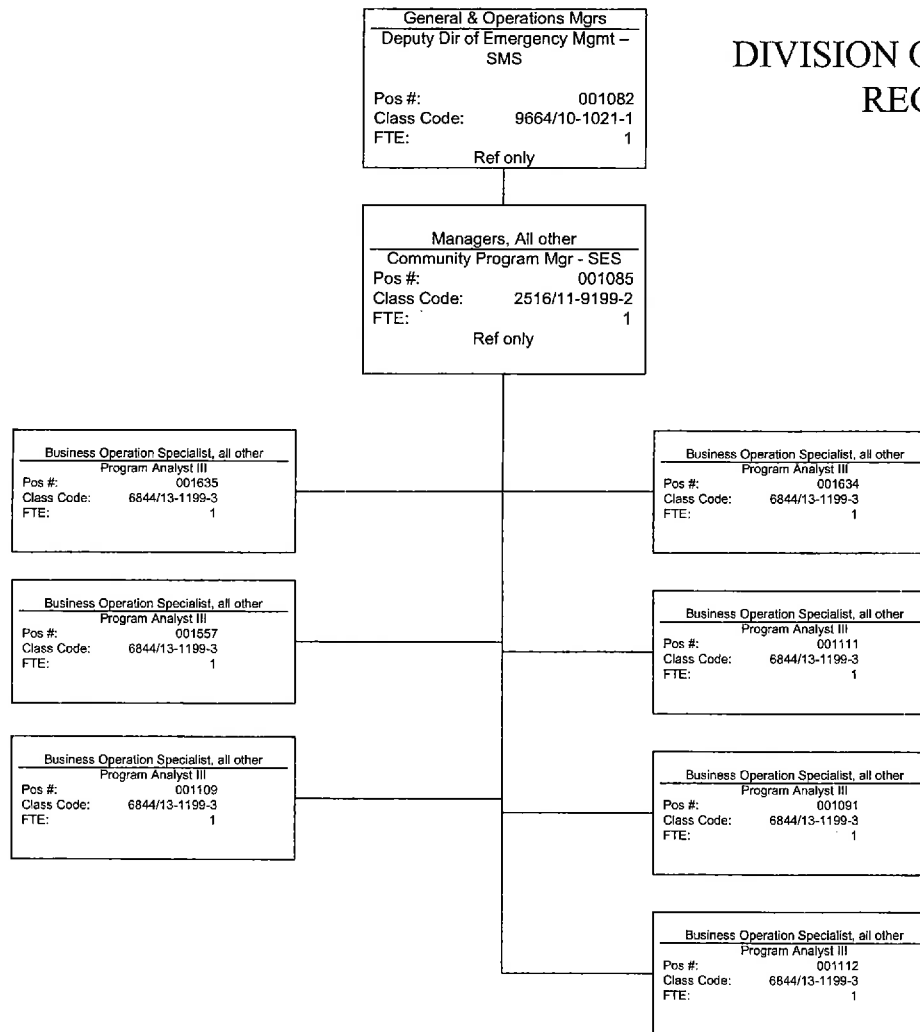 General & Operations Mgrs
Deputy Dir of Emergency Mgmt –
SMS
Pos #: 001082
Class Code: 9664/10-1021-1
FTE: 1
Ref only
DIVISION
REC
Managers, All other
Community Program Mgr - SES
Pos #: 001085
Class Code: 2516/11-9199-2
FTE: 1
Ref only
Business Operation Specialist, all other
Program Analyst III
Pos #: 001635
Class Code: 6844/13-1199-3
FTE: 1
Business Operation Specialist, all other
Program Analyst III
Pos #: 001634
Class Code: 6844/13-1199-3
FTE: 1
Business Operation Specialist, all other
Program Analyst III
Pos #: 001557
Class Code: 6844/13-1199-3
FTE: 1
Business Operation Specialist, all other
Program Analyst III
Pos #: 001111
Class Code: 6844/13-1199-3
FTE: 1
Business Operation Specialist, all other
Program Analyst III
Pos #: 001109
Class Code: 6844/13-1199-3
FTE: 1
Business Operation Specialist, all other
Program Analyst III
Pos #: 001091
Class Code: 6844/13-1199-3
FTE: 1
Business Operation Specialist, all other
Program Analyst III
Pos #: 001112
Class Code: 6844/13-1199-3
FTE: 1